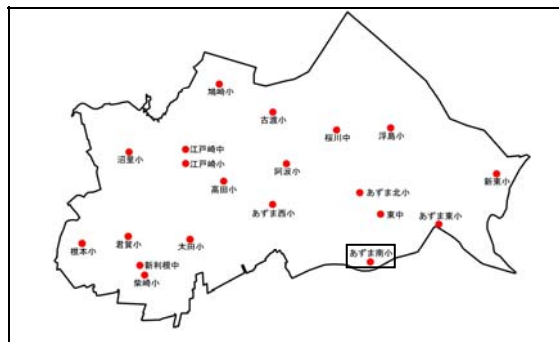 鳩崎小
古渡小
桜川中
浮島小
江戸崎中
沼里小
江戸崎小
阿波小
新東小
高田小
あずま北小
あずま西小
東中
あずま東小
君賀小
太田小
根本小
あずま南小
新利根中
柴崎小